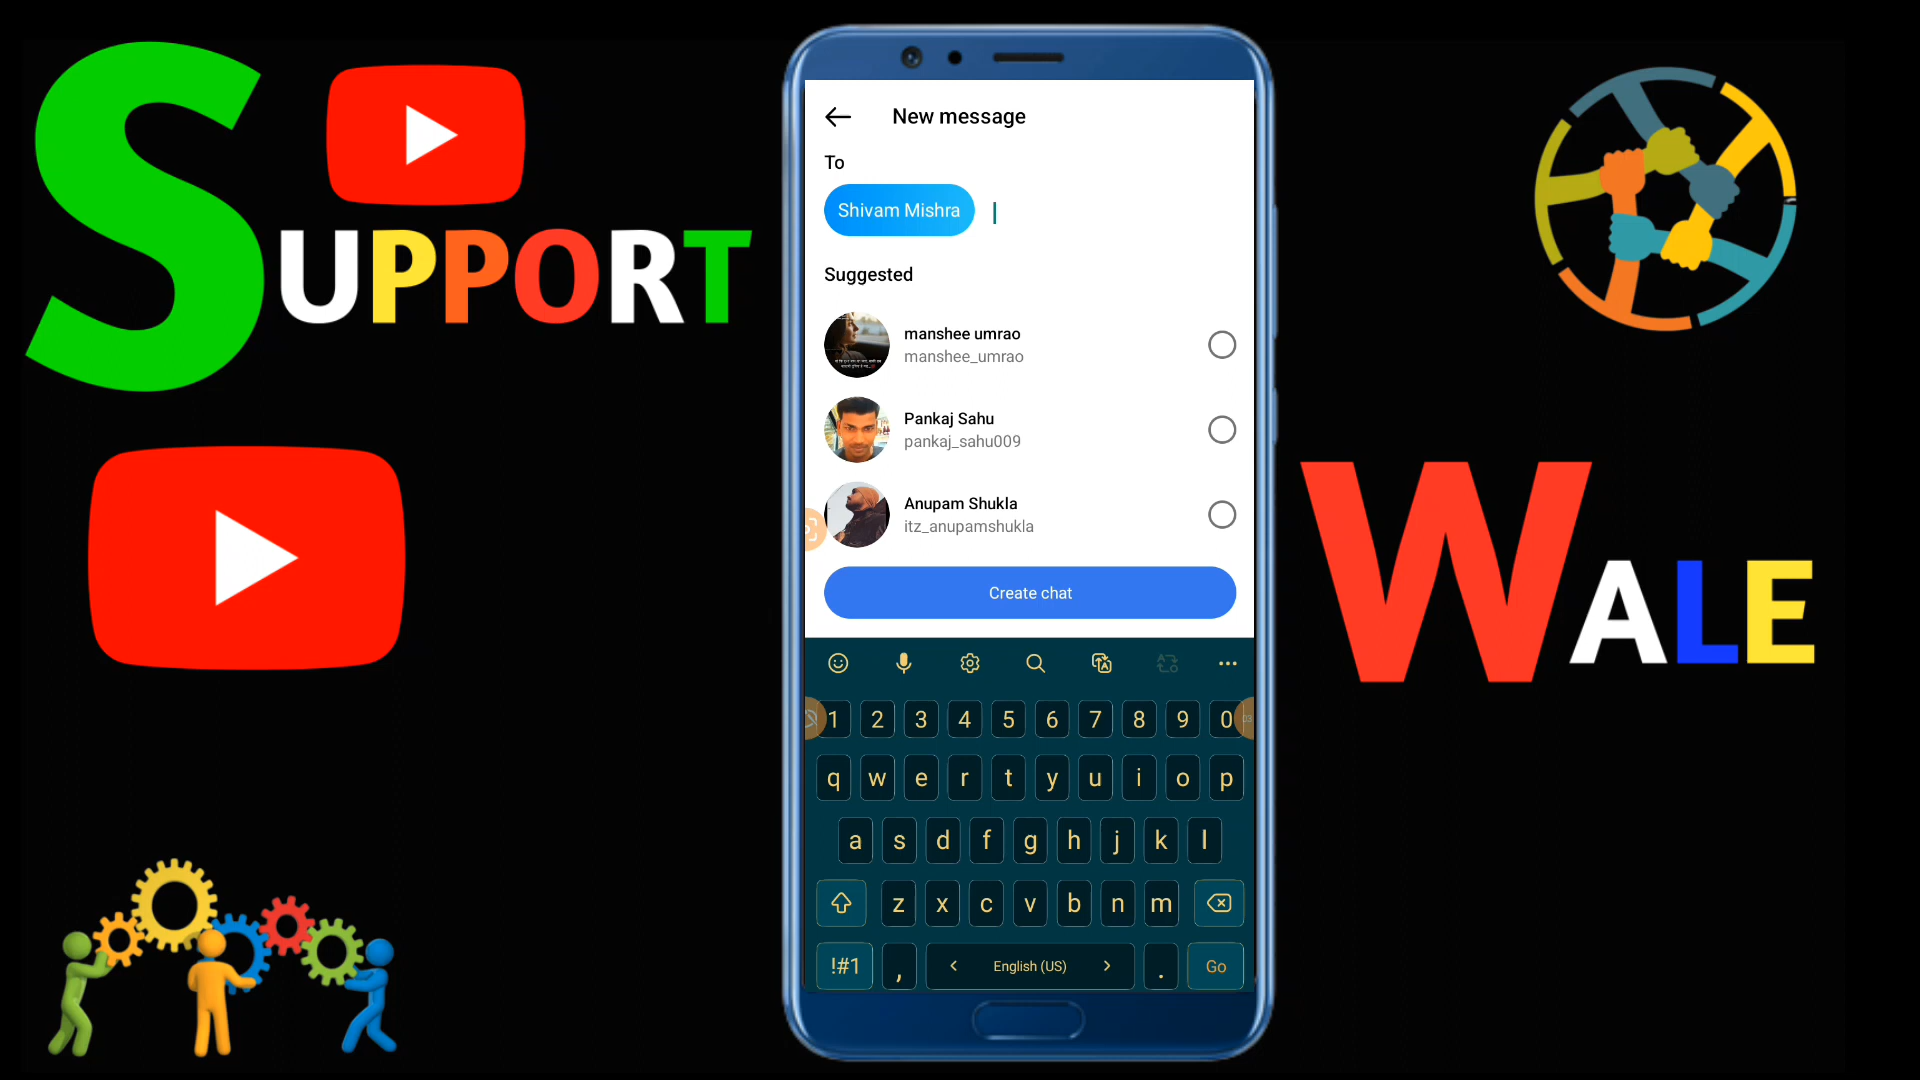 SUPPORT
WALE
New message
To
Shivam Mishra
Suggested
manshee umrao
manshee_umrao
Pankaj Sahu
pankaj_sahu009
Anupam Shukla
itz_anupamshukla
Create chat
1 2 3 4 5 6 7 8 9 0
q w e r t y u i o p
a s d f g h j k l
z x c v b n m
!#1 , < English (US) > . Go